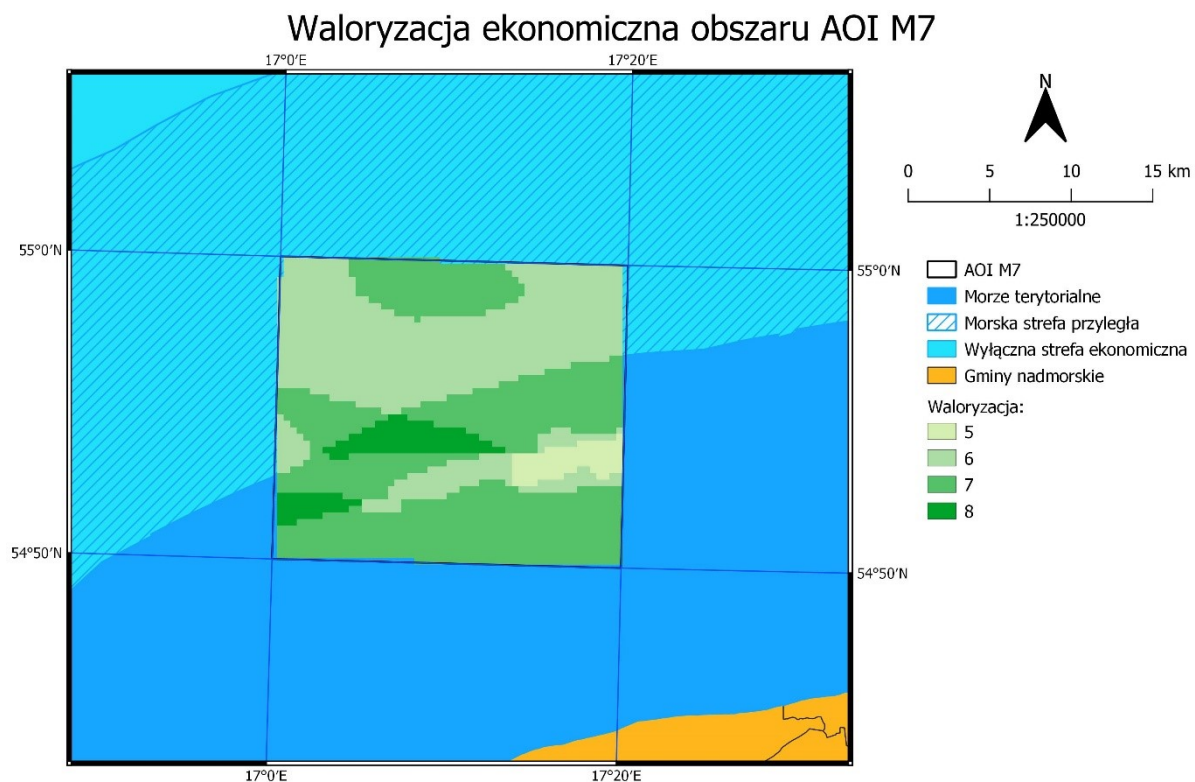 Waloryzacja ekonomiczna obszaru AOI M7
17°0'E
17°20'E
N
0 5 10 15 km
1:250000
55°0'N
55°0'N
AOI M7
Morze terytorialne
Morska strefa przyległa
Wyłączna strefa ekonomiczna
Gminy nadmorskie
Waloryzacja:
5
6
7
8
54°50'N
54°50'N
17°0'E
17°20'E